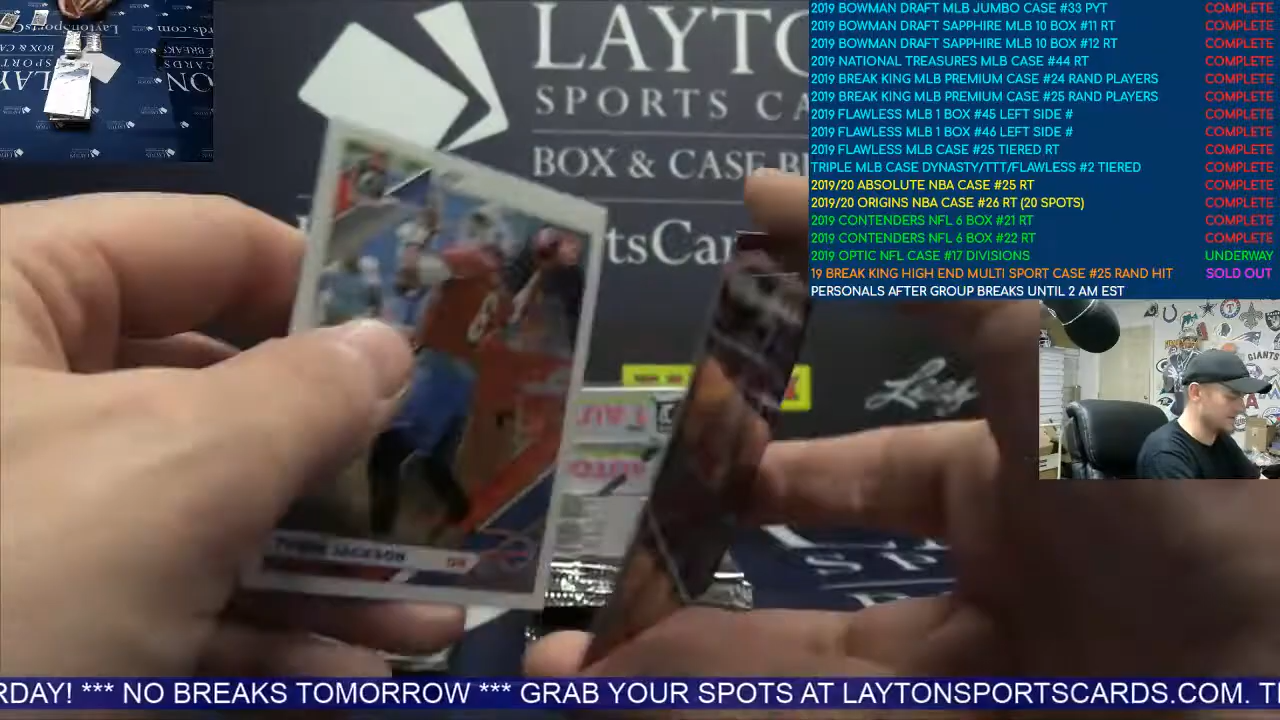 2019 BOWMAN DRAFT MLB JUMBO CASE #33 PYT COMPLETE
2019 BOWMAN DRAFT SAPPHIRE MLB 10 BOX #11 RT COMPLETE
2019 BOWMAN DRAFT SAPPHIRE MLB 10 BOX #12 RT COMPLETE
2019 NATIONAL TREASURES MLB CASE #44 RT COMPLETE
2019 BREAK KING MLB PREMIUM CASE #24 RAND PLAYERS COMPLETE
2019 BREAK KING MLB PREMIUM CASE #25 RAND PLAYERS COMPLETE
2019 FLAWLESS MLB 1 BOX #45 LEFT SIDE # COMPLETE
2019 FLAWLESS MLB 1 BOX #46 LEFT SIDE # COMPLETE
2019 FLAWLESS MLB CASE #25 TIERED RT COMPLETE
TRIPLE MLB CASE DYNASTY/TTT/FLAWLESS #2 TIERED COMPLETE
2019/20 ABSOLUTE NBA CASE #25 RT COMPLETE
2019/20 ORIGINS NBA CASE #26 RT (20 SPOTS) COMPLETE
2019 CONTENDERS NFL 6 BOX #21 RT COMPLETE
2019 CONTENDERS NFL 6 BOX #22 RT COMPLETE
2019 OPTIC NFL CASE #17 DIVISIONS UNDERWAY
19 BREAK KING HIGH END MULTI SPORT CASE #25 RAND HIT SOLD OUT
PERSONALS AFTER GROUP BREAKS UNTIL 2 AM EST
LAYTO
SPORTS CA
BOX & CASE B
rtsCar
Leaf
GIANTS
JACKSON
QB
AUTO
RDAY! *** NO BREAKS TOMORROW *** GRAB YOUR SPOTS AT LAYTONSPORTSCARDS.COM. T